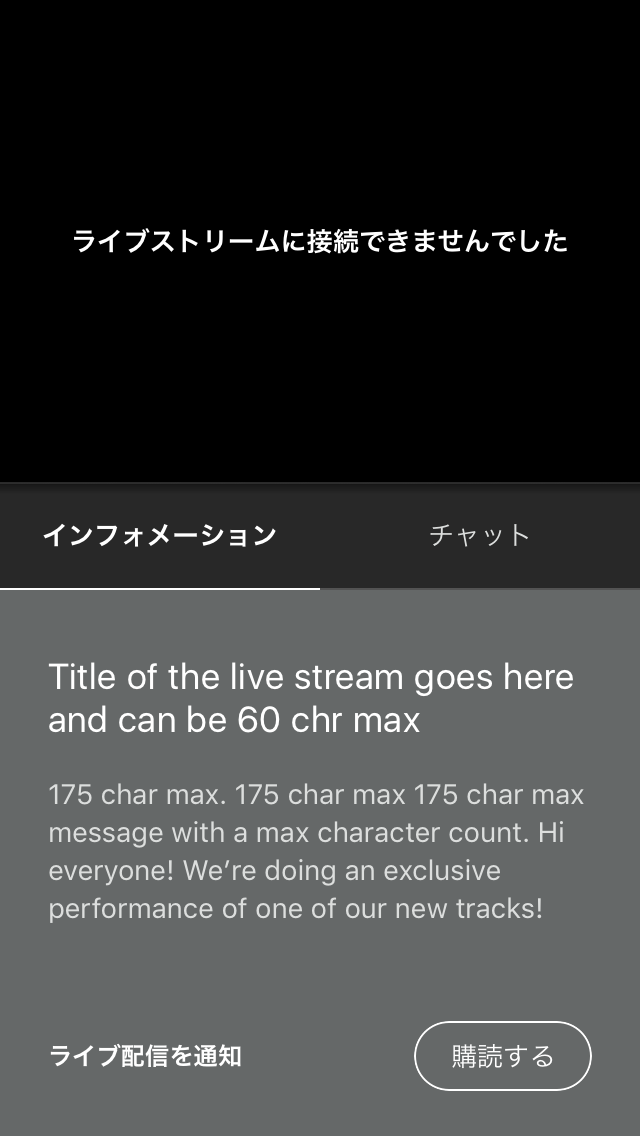 ライブストリームに接続できませんでした
インフォメーション
チャット
Title of the live stream goes here
and can be 60 chr max
175 char max. 175 char max 175 char max
message with a max character count. Hi
everyone! We’re doing an exclusive
performance of one of our new tracks!
ライブ配信を通知
購読する